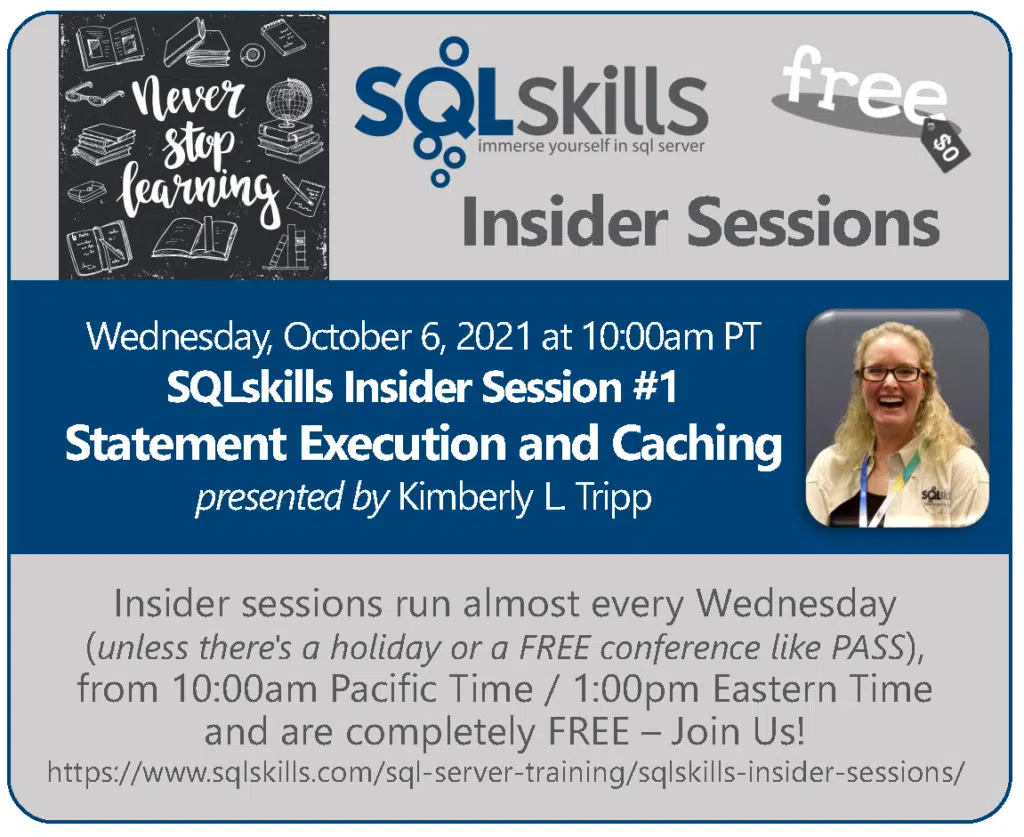 Never
stop
learning
SQLskills
immerse yourself in sql server
free
$0
Insider Sessions
Wednesday, October 6, 2021 at 10:00am PT
SQLskills Insider Session #1
Statement Execution and Caching
presented by Kimberly L. Tripp
SQLskills
Insider sessions run almost every Wednesday
(unless there's a holiday or a FREE conference like PASS),
from 10:00am Pacific Time / 1:00pm Eastern Time
and are completely FREE – Join Us!
https://www.sqlskills.com/sql-server-training/sqlskills-insider-sessions/